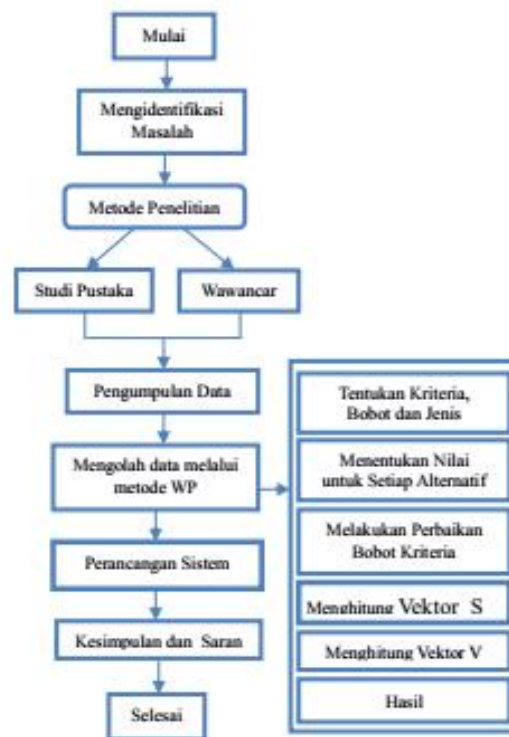 Mulai
Mengidentifikasi
Masalah
Metode Penelitian
Studi Pustaka
Wawancar
Pengumpulan Data
Mengolah data melalui
metode WP
Perancangan Sistem
Kesimpulan dan Saran
Selesai
Tentukan Kriteria,
Bobot dan Jenis
Menentukan Nilai
untuk Setiap Alternatif
Melakukan Perbaikan
Bobot Kriteria
Menghitung Vektor S
Menghitung Vektor V
Hasil